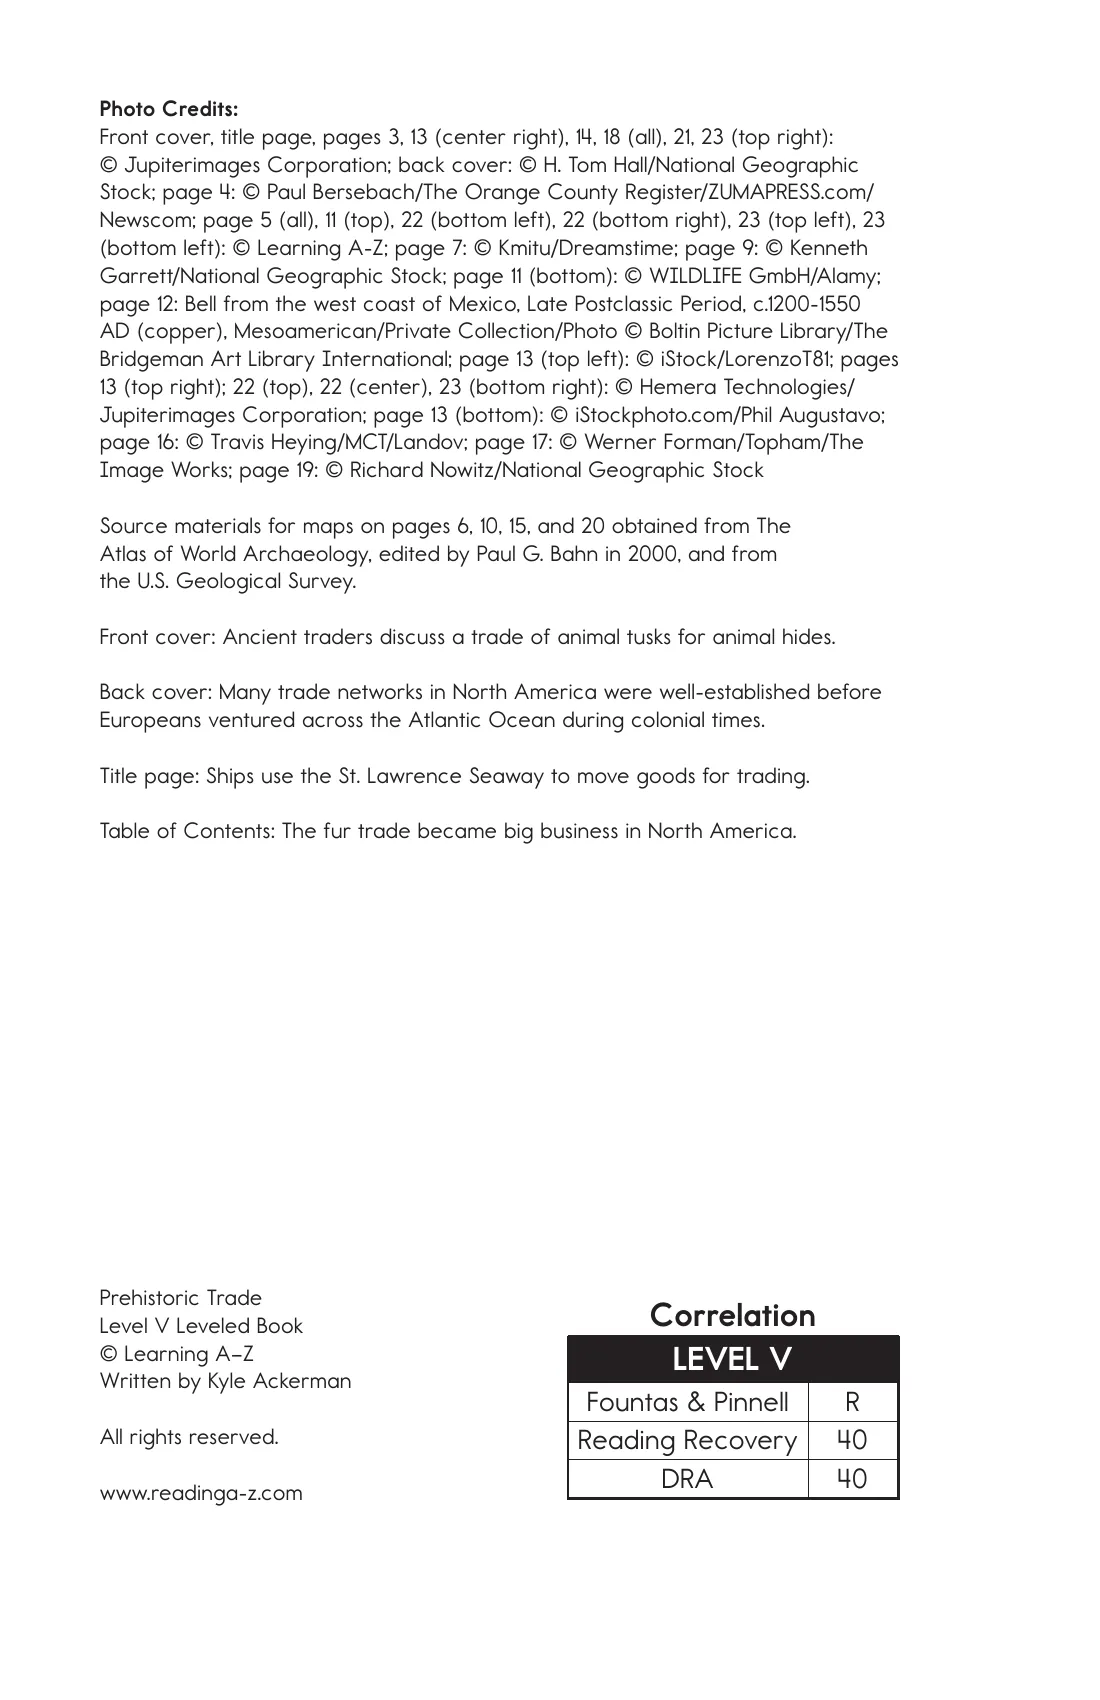 Photo Credits:
Front cover, title page, pages 3, 13 (center right), 14, 18 (all), 21, 23 (top right):
© Jupiterimages Corporation; back cover: © H. Tom Hall/National Geographic
Stock; page 4: © Paul Bersebach/The Orange County Register/ZUMAPRESS.com/
Newscom; page 5 (all), 11 (top), 22 (bottom left), 22 (bottom right), 23 (top left), 23
(bottom left): © Learning A-Z; page 7: © Kmitu/Dreamstime; page 9: © Kenneth
Garrett/National Geographic Stock; page 11 (bottom): © WILDLIFE GmbH/Alamy;
page 12: Bell from the west coast of Mexico, Late Postclassic Period, c.1200-1550
AD (copper), Mesoamerican/Private Collection/Photo © Boltin Picture Library/The
Bridgeman Art Library International; page 13 (top left): © iStock/LorenzoT81; pages
13 (top right); 22 (top), 22 (center), 23 (bottom right): © Hemera Technologies/
Jupiterimages Corporation; page 13 (bottom): © iStockphoto.com/Phil Augustavo;
page 16: © Travis Heying/MCT/Landov; page 17: © Werner Forman/Topham/The
Image Works; page 19: © Richard Nowitz/National Geographic Stock
Source materials for maps on pages 6, 10, 15, and 20 obtained from The
Atlas of World Archaeology, edited by Paul G. Bahn in 2000, and from
the U.S. Geological Survey.
Front cover: Ancient traders discuss a trade of animal tusks for animal hides.
Back cover: Many trade networks in North America were well-established before
Europeans ventured across the Atlantic Ocean during colonial times.
Title page: Ships use the St. Lawrence Seaway to move goods for trading.
Table of Contents: The fur trade became big business in North America.
Prehistoric Trade
Level V Leveled Book
© Learning A–Z
Written by Kyle Ackerman
All rights reserved.
www.readinga-z.com
Correlation
LEVEL V
Fountas & Pinnell R
Reading Recovery 40
DRA 40